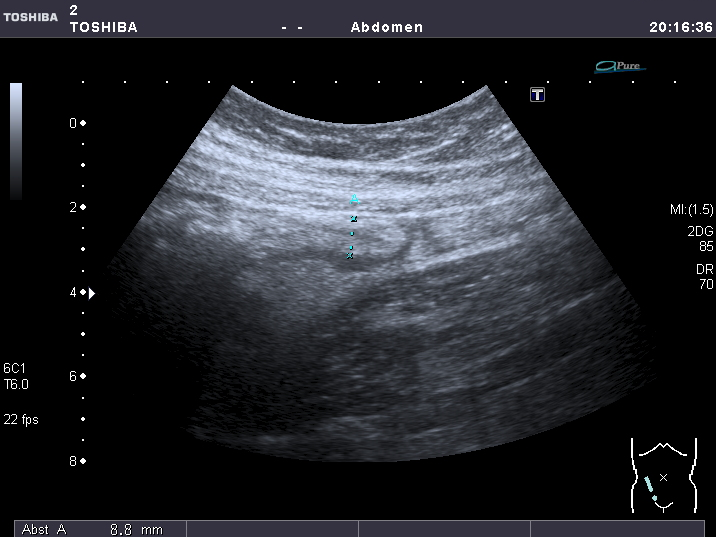 TOSHIBA
2
TOSHIBA - - Abdomen 20:16:36
aPure
T
0
2
4
6
8
MI:(1.5)
2DG
85
DR
70
6C1
T6.0
22 fps
Abst A 8.8 mm